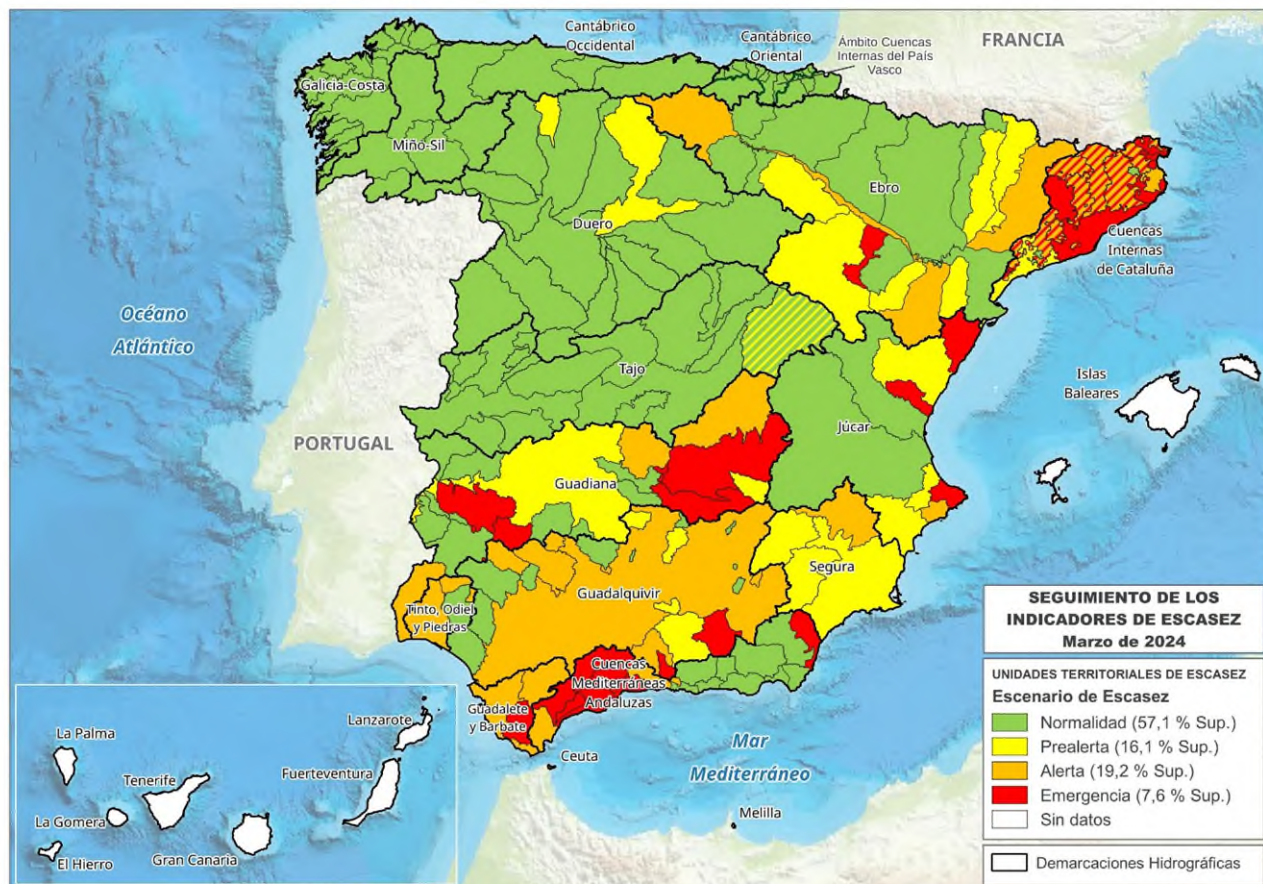 Cantábrico
Occidental
Cantábrico
Oriental
Ámbito Cuencas
Internas del País
Vasco
FRANCIA
Galicia-Costa
Miño-Sil
Ebro
Duero
Cuencas
Internas
de Cataluña
Océano
Atlántico
Tajo
Islas
Baleares
PORTUGAL
Júcar
Guadiana
Segura
Guadalquivir
Tinto, Odiel
y Piedras
Cuencas
Mediterráneas
Andaluzas
Guadalete
y Barbate
Ceuta
Mar
Mediterráneo
Melilla
La Palma
Lanzarote
Tenerife
Fuerteventura
La Gomera
El Hierro
Gran Canaria
SEGUIMIENTO DE LOS
INDICADORES DE ESCASEZ
Marzo de 2024
UNIDADES TERRITORIALES DE ESCASEZ
Escenario de Escasez
Normalidad (57,1 % Sup.)
Prealerta (16,1 % Sup.)
Alerta (19,2 % Sup.)
Emergencia (7,6 % Sup.)
Sin datos
Demarcaciones Hidrográficas